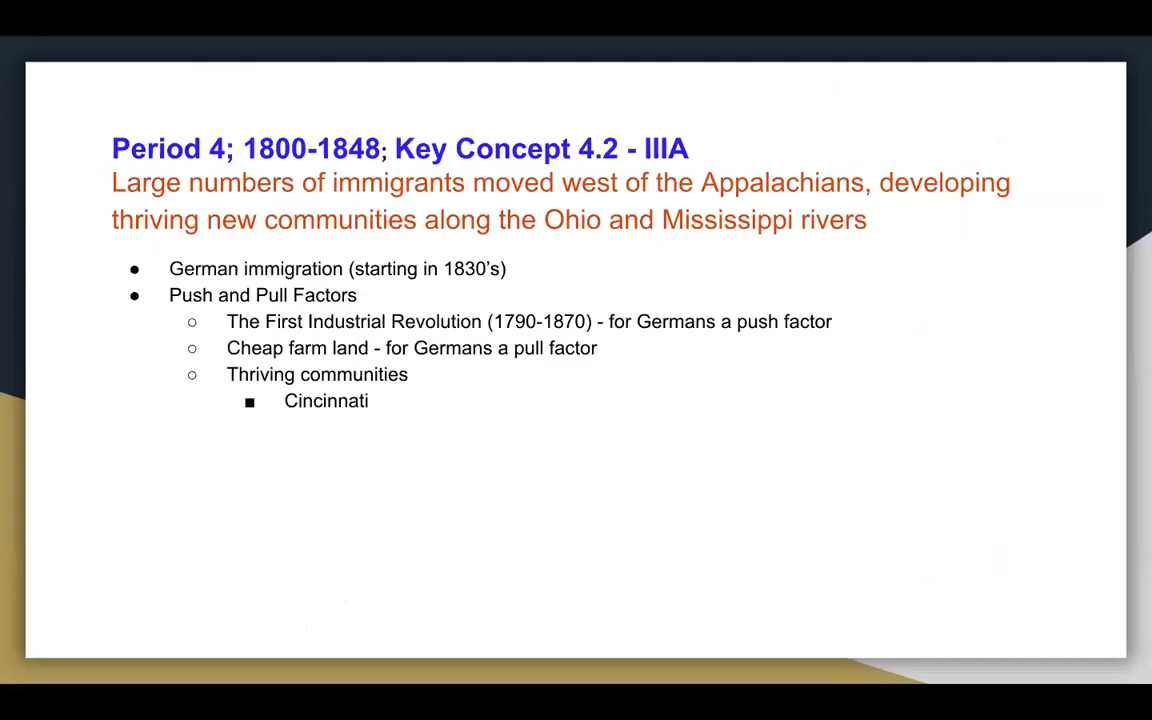 Period 4; 1800-1848; Key Concept 4.2 - IIIA
Large numbers of immigrants moved west of the Appalachians, developing
thriving new communities along the Ohio and Mississippi rivers
● German immigration (starting in 1830's)
● Push and Pull Factors
○ The First Industrial Revolution (1790-1870) - for Germans a push factor
○ Cheap farm land - for Germans a pull factor
○ Thriving communities
■ Cincinnati